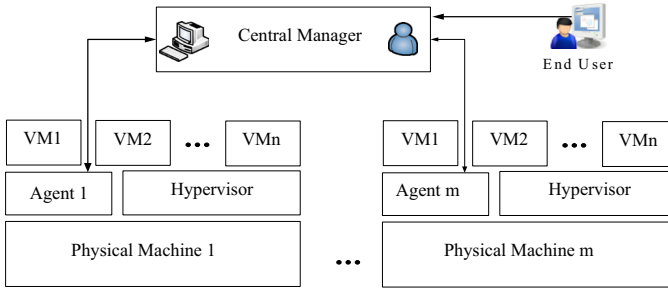 Central Manager
End User
VM1 VM2 ... VMn VM1 VM2 ... VMn
Agent 1 Hypervisor Agent m Hypervisor
Physical Machine 1 ... Physical Machine m